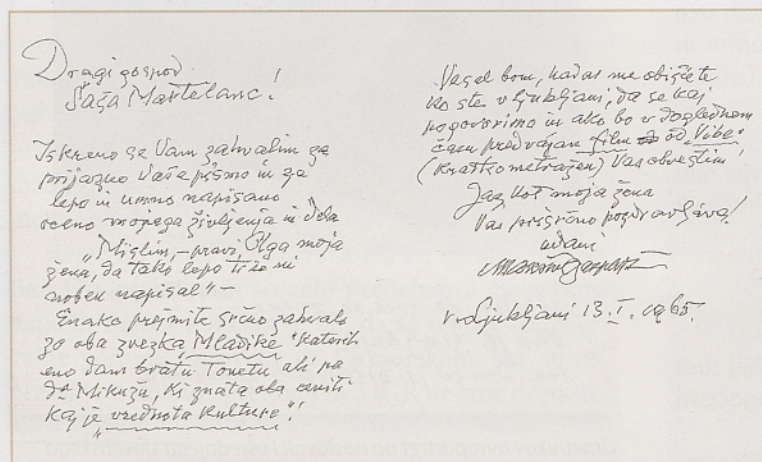 Dragi gospod
Saša Martelanc!
Iskreno se Vam zahvalim za
prijazno Vaše pismo in za
lepo in umno napisano
oceno mojega življenja in dela
„Mislim, – pravi Olga moja
žena, da tako lepo ti še ni
noben napisal" –
Enako prejmite srčno zahvalo
za oba zvezka „Mladike" katerih
eno dam bratu Tonetu ali pa
dr Mikužu, ki znata oba ceniti
kaj je „vrednota kulture"!
Vesel bom, kadar me obiščete
ko ste v Ljubljani, da se kaj
pogovorimo in ako bo v doglednem
času predvajan film od „Vibe"
(kratkometražen) Vas obvestim!
Jaz kot moja žena
Vas prisrčno pozdravljava!
udani
v Ljubljani 13. I. 1965.